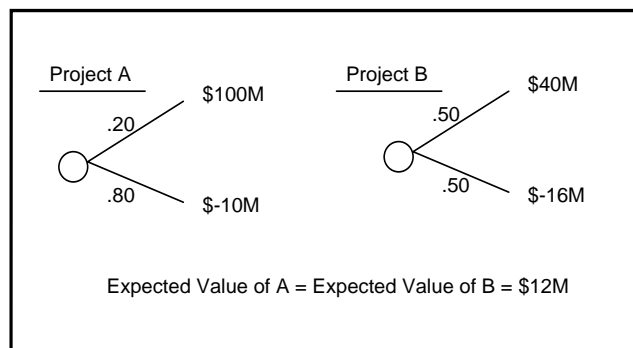 Project A
Project B
$100M
$40M
.20
.50
.80
.50
$-10M
$-16M
Expected Value of A = Expected Value of B = $12M